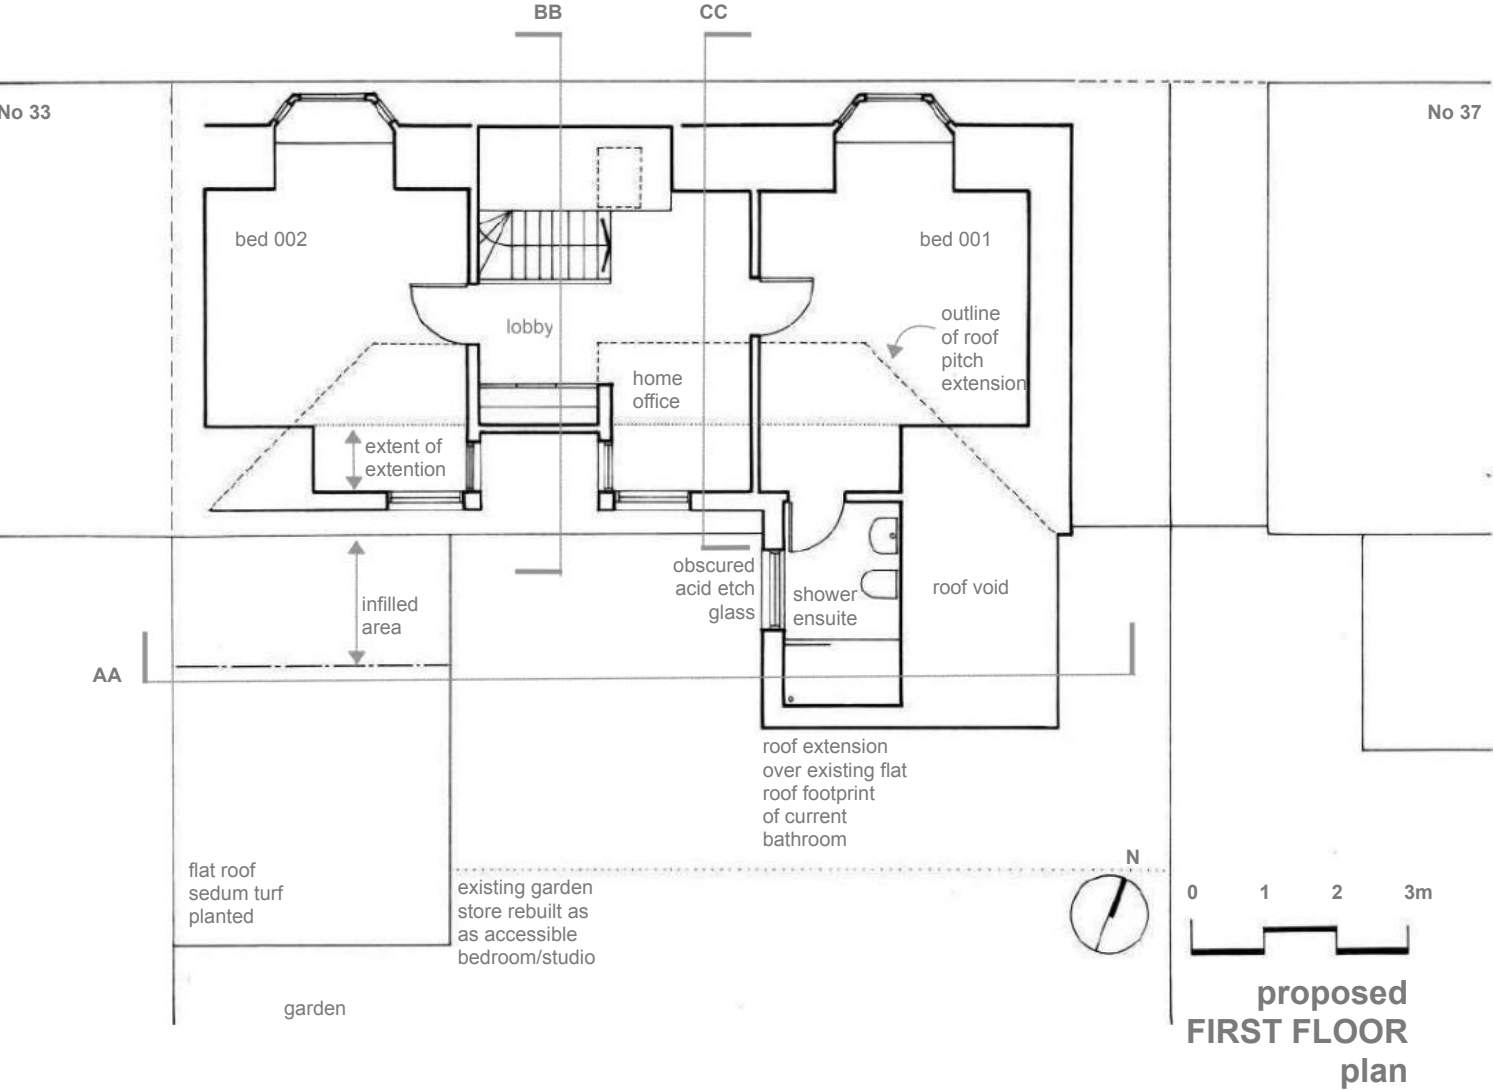 BB
CC
No 33
No 37
bed 002
bed 001
lobby
outline
of roof
pitch
extension
home
office
extent of
extention
obscured
acid etch
glass
shower
ensuite
roof void
infilled
area
AA
roof extension
over existing flat
roof footprint
of current
bathroom
flat roof
sedum turf
planted
existing garden
store rebuilt as
as accessible
bedroom/studio
garden
N
0 1 2 3m
proposed
FIRST FLOOR
plan